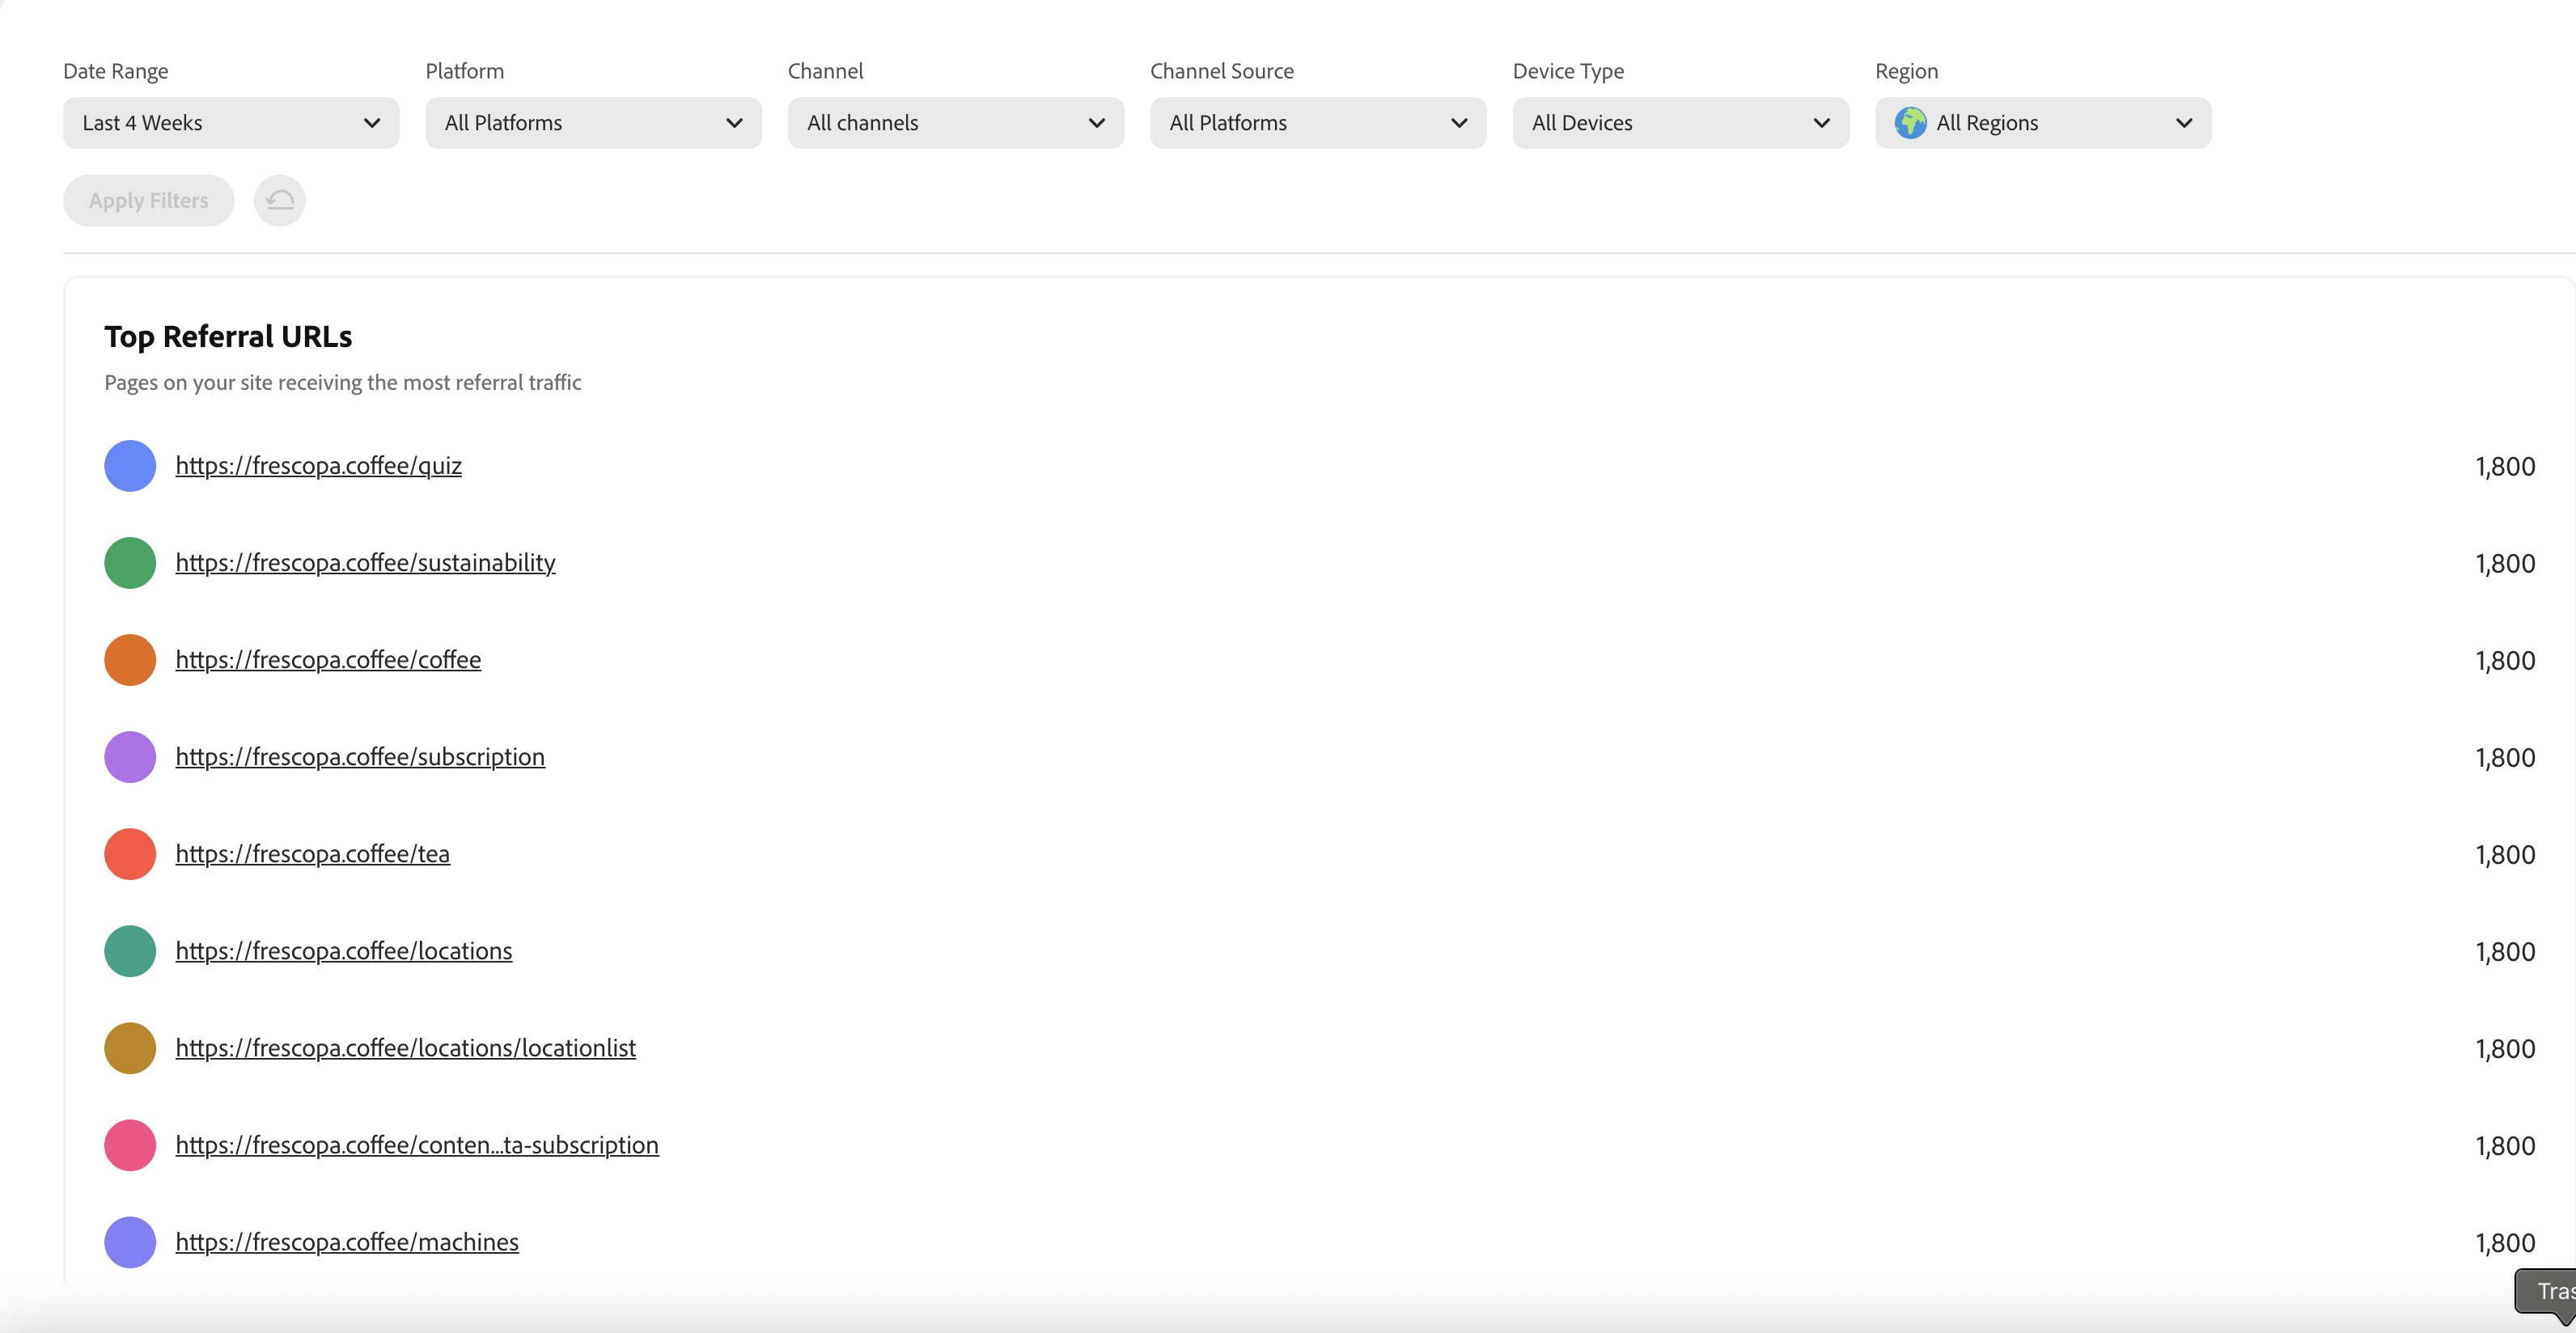 Date Range Platform Channel Channel Source Device Type Region
Last 4 Weeks All Platforms All channels All Platforms All Devices All Regions
Apply Filters
Top Referral URLs
Pages on your site receiving the most referral traffic
https://frescopa.coffee/quiz 1,800
https://frescopa.coffee/sustainability 1,800
https://frescopa.coffee/coffee 1,800
https://frescopa.coffee/subscription 1,800
https://frescopa.coffee/tea 1,800
https://frescopa.coffee/locations 1,800
https://frescopa.coffee/locations/locationlist 1,800
https://frescopa.coffee/conten...ta-subscription 1,800
https://frescopa.coffee/machines 1,800